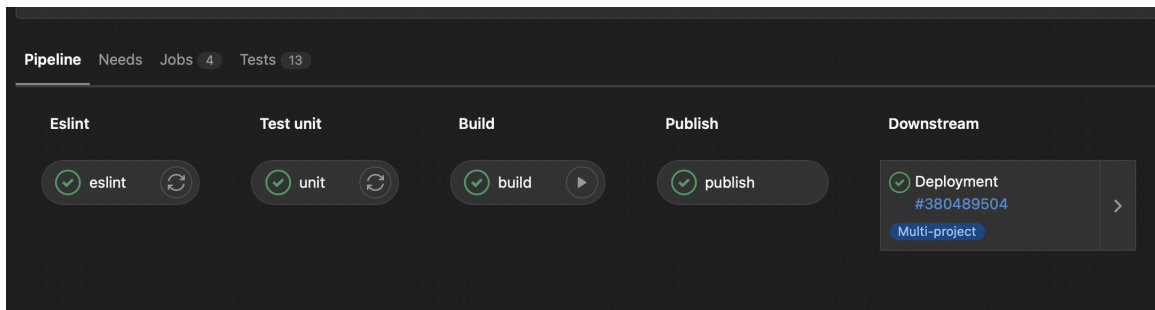 Pipeline Needs Jobs 4 Tests 13
Eslint Test unit Build Publish Downstream
eslint unit build publish Deployment
#380489504
Multi-project